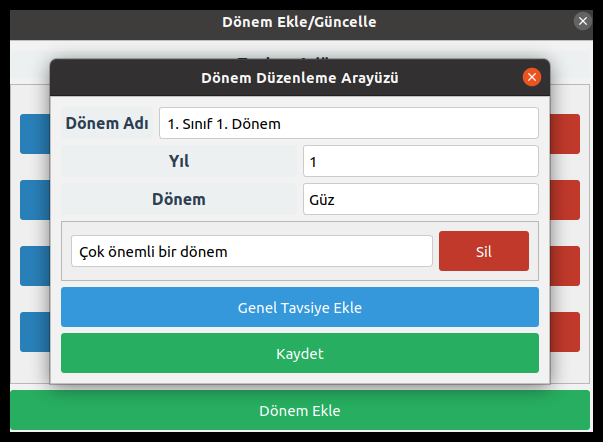 Dönem Ekle/Güncelle
Dönem Düzenleme Arayüzü
Dönem Adı 1. Sınıf 1. Dönem
Yıl 1
Dönem Güz
Çok önemli bir dönem Sil
Genel Tavsiye Ekle
Kaydet
Dönem Ekle